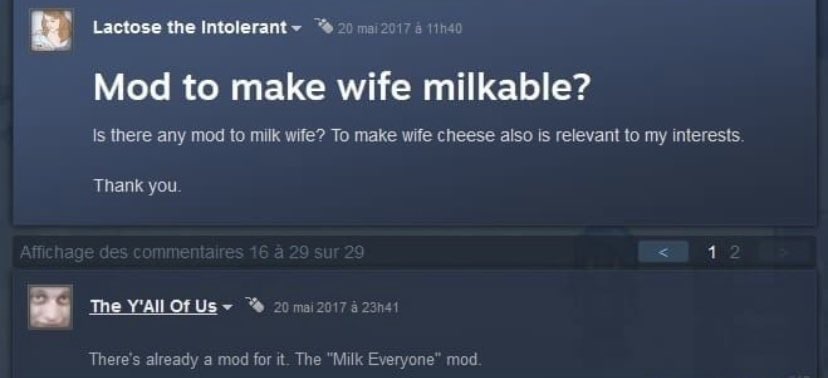 Lactose the Intolerant 20 mai 2017 à 11h40
Mod to make wife milkable?
Is there any mod to milk wife? To make wife cheese also is relevant to my interests.
Thank you.
Affichage des commentaires 16 à 29 sur 29 < 1 2 >
The Y'All Of Us 20 mai 2017 à 23h41
There's already a mod for it. The "Milk Everyone" mod.